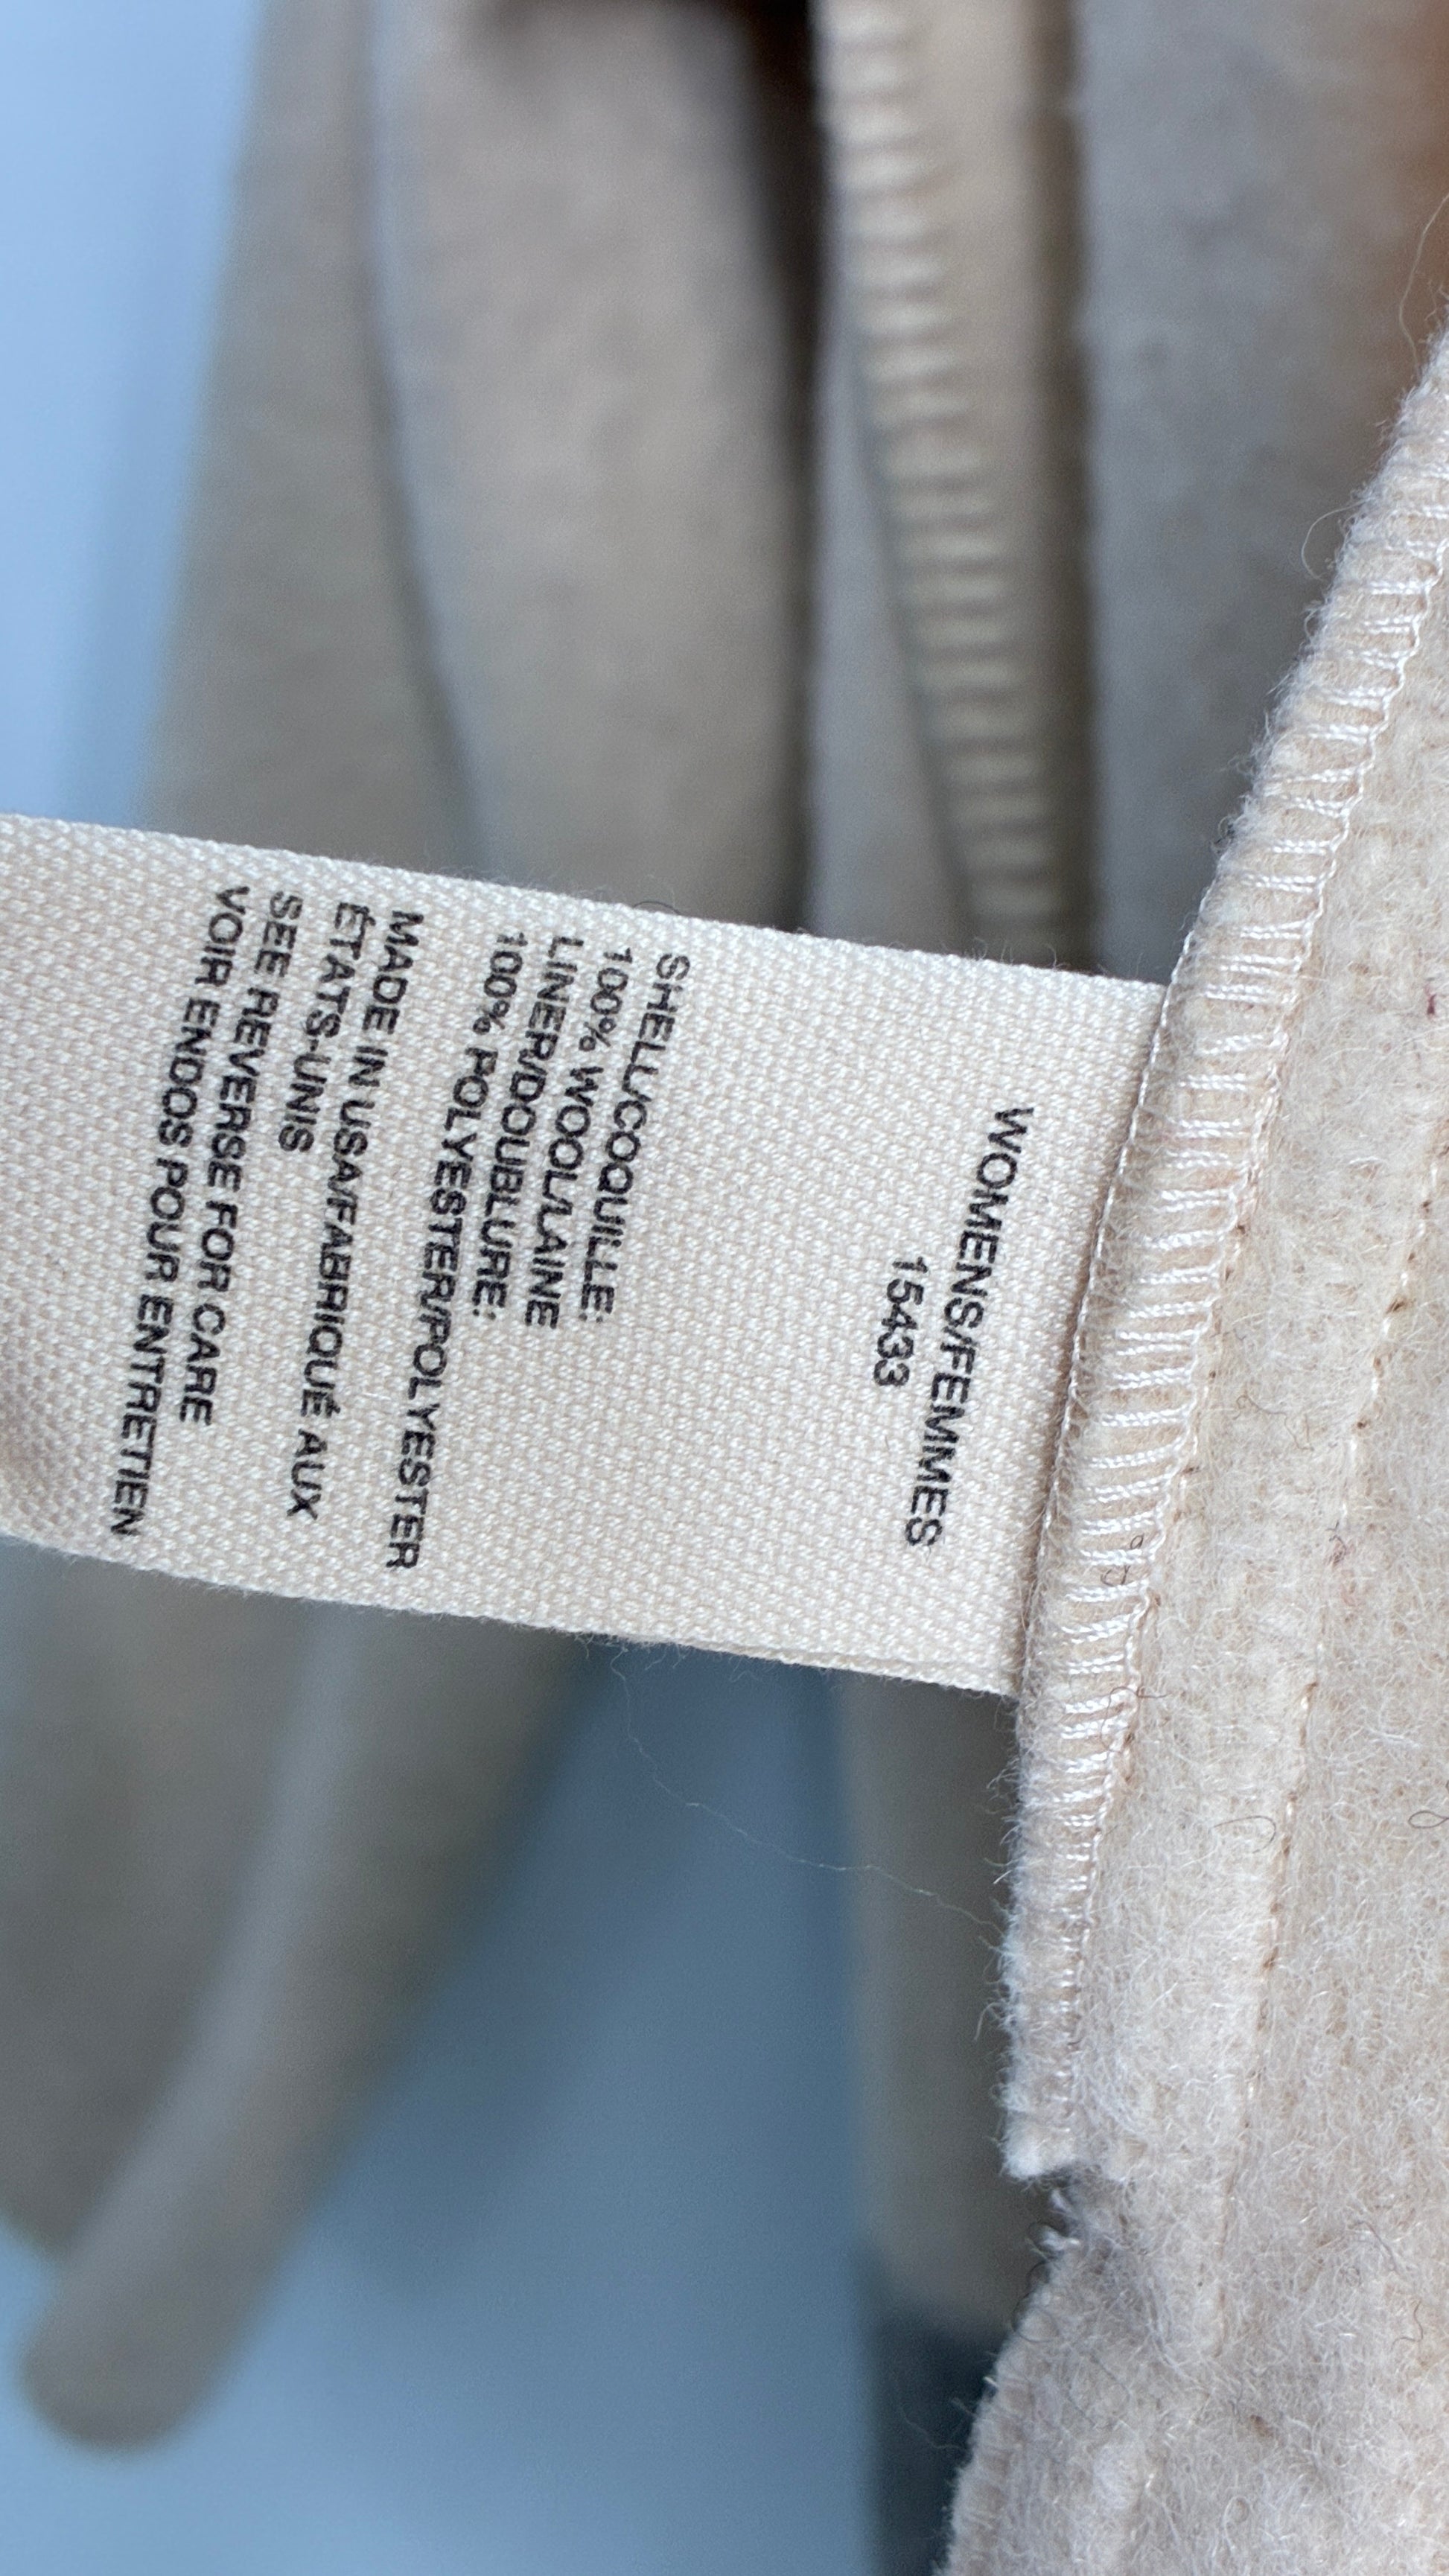 WOMENS/FEMMES
15433
SHELL/COQUILLE:
100% WOOL/LAINE
LINER/DOUBLURE:
100% POLYESTER/POLYESTER
MADE IN USA/FABRIQUÉ AUX
ÉTATS-UNIS
SEE REVERSE FOR CARE
VOIR ENDOS POUR ENTRETIEN